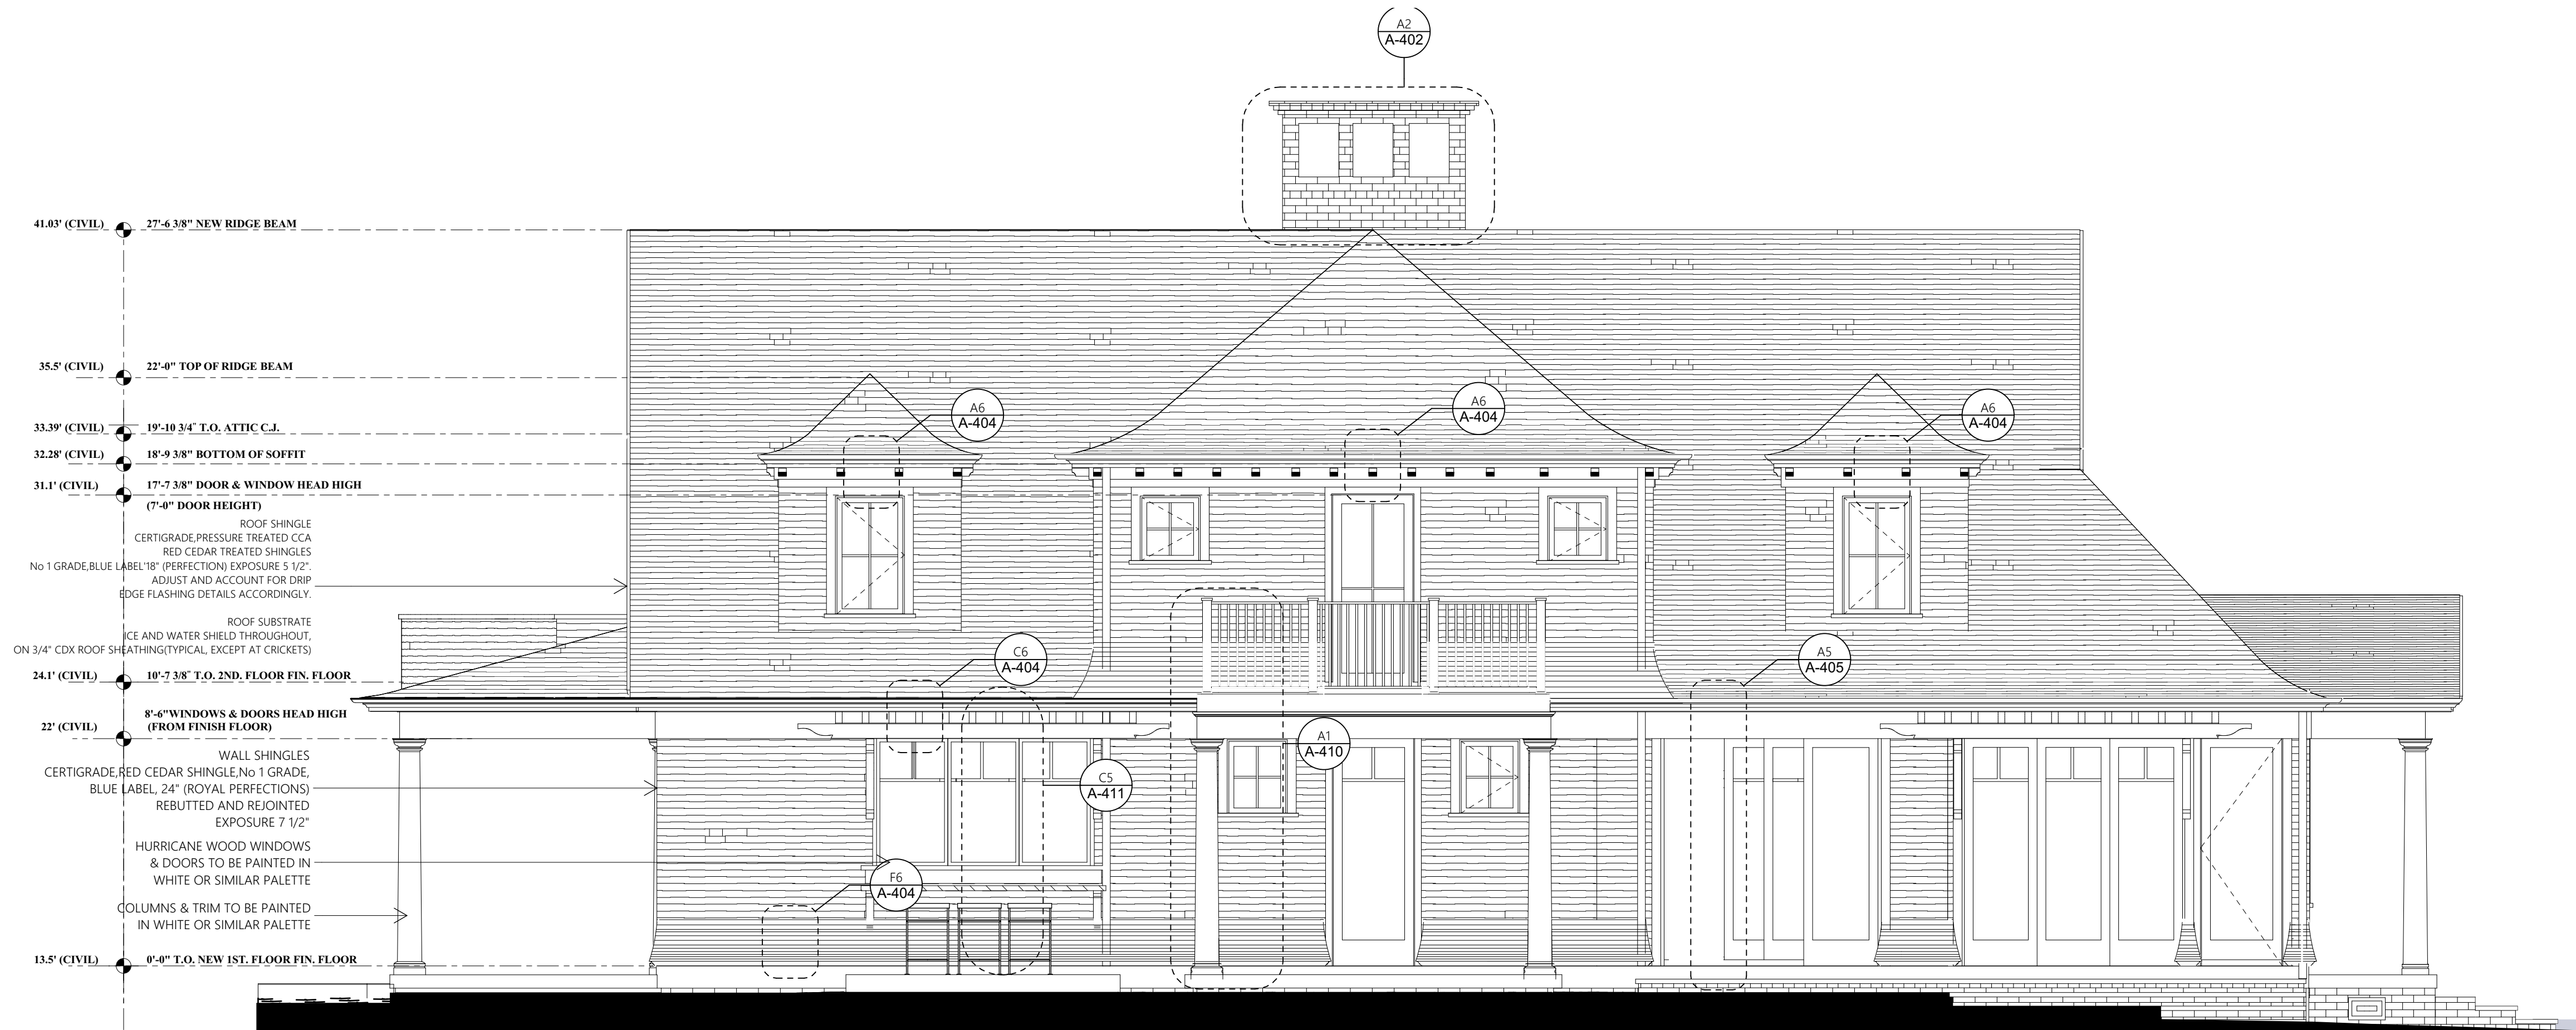 A2
A-402
41.03' (CIVIL) 27'-6 3/8" NEW RIDGE BEAM
35.5' (CIVIL) 22'-0" TOP OF RIDGE BEAM
A6
A-404
A6
A-404
A6
A-404
33.39' (CIVIL) 19'-10 3/4" T.O. ATTIC C.J.
32.28' (CIVIL) 18'-9 3/8" BOTTOM OF SOFFIT
31.1' (CIVIL) 17'-7 3/8" DOOR & WINDOW HEAD HIGH
(7'-0" DOOR HEIGHT)
ROOF SHINGLE
CERTIGRADE,PRESSURE TREATED CCA
RED CEDAR TREATED SHINGLES
No 1 GRADE,BLUE LABEL'18" (PERFECTION) EXPOSURE 5 1/2".
ADJUST AND ACCOUNT FOR DRIP
EDGE FLASHING DETAILS ACCORDINGLY.
ROOF SUBSTRATE
ICE AND WATER SHIELD THROUGHOUT,
ON 3/4" CDX ROOF SHEATHING(TYPICAL, EXCEPT AT CRICKETS)
C6
A-404
A5
A-405
24.1' (CIVIL) 10'-7 3/8" T.O. 2ND. FLOOR FIN. FLOOR
8'-6"WINDOWS & DOORS HEAD HIGH
22' (CIVIL) (FROM FINISH FLOOR)
A1
A-410
WALL SHINGLES
CERTIGRADE,RED CEDAR SHINGLE,No 1 GRADE,
BLUE LABEL, 24" (ROYAL PERFECTIONS)
REBUTTED AND REJOINTED
EXPOSURE 7 1/2"
C5
A-411
HURRICANE WOOD WINDOWS
& DOORS TO BE PAINTED IN
WHITE OR SIMILAR PALETTE
F6
A-404
COLUMNS & TRIM TO BE PAINTED
IN WHITE OR SIMILAR PALETTE
13.5' (CIVIL) 0'-0" T.O. NEW 1ST. FLOOR FIN. FLOOR